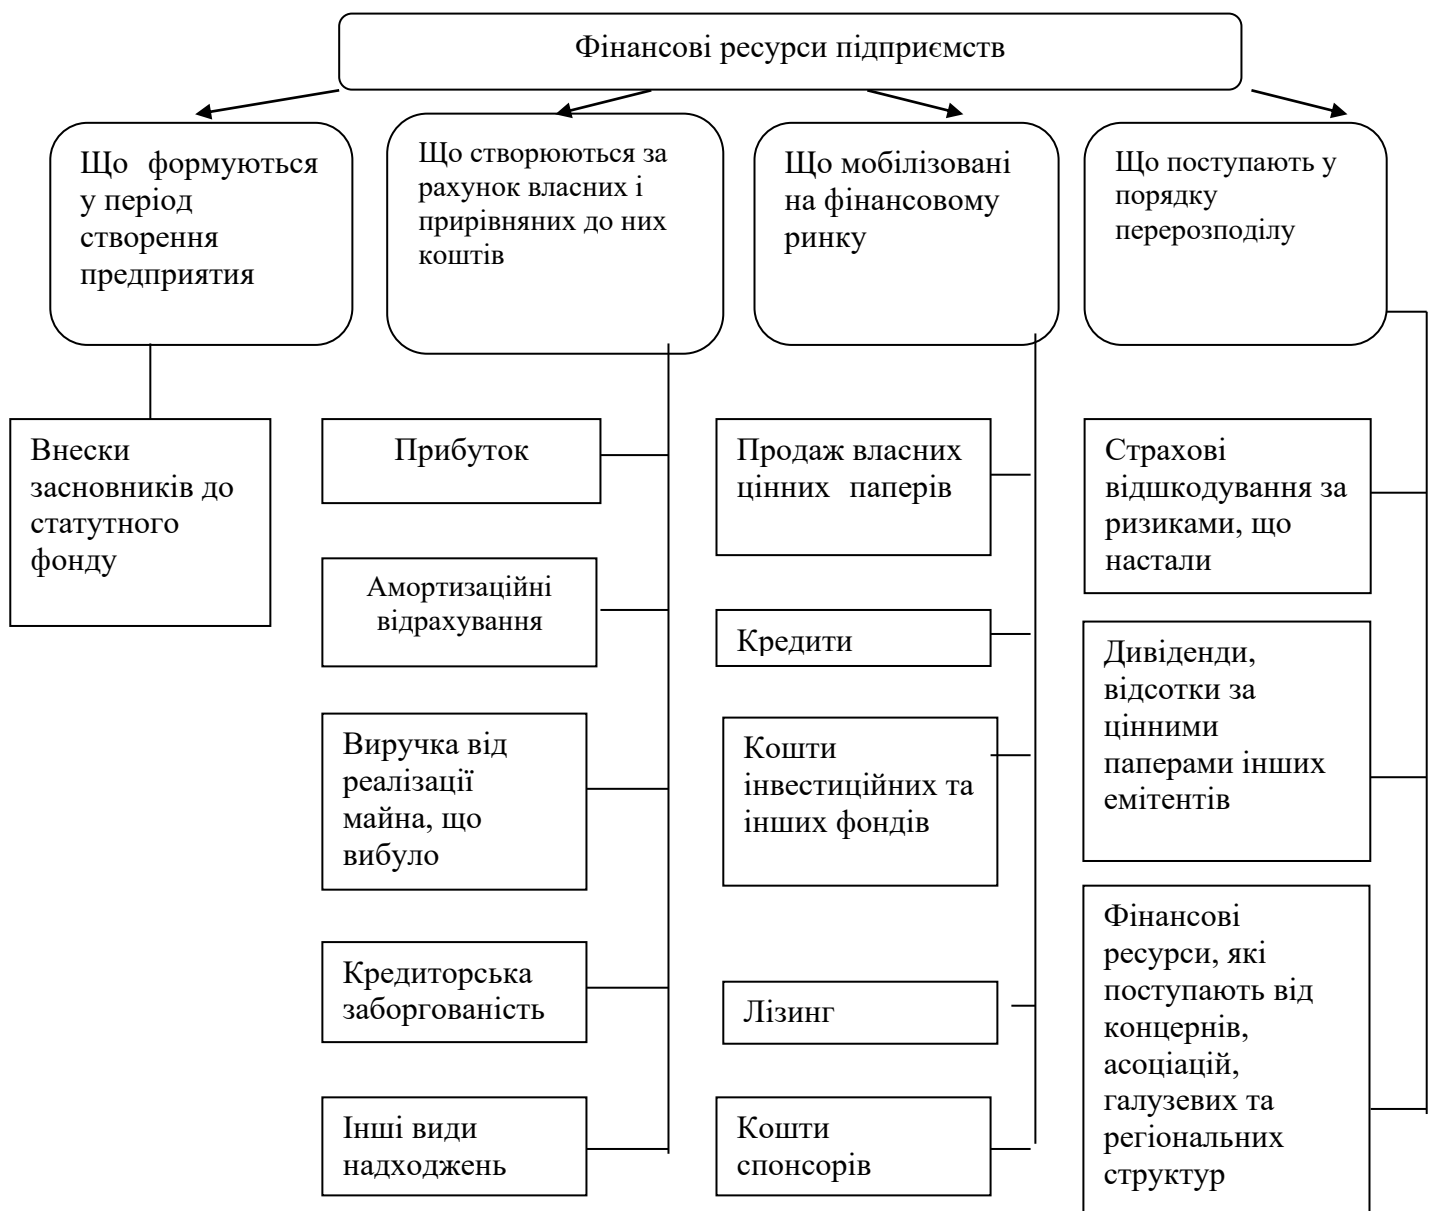 Фінансові ресурси підприємств
Що формуються
у період
створення
предприятия
Що створюються за
рахунок власних і
прирівняних до них
коштів
Що мобілізовані
на фінансовому
ринку
Що поступають у
порядку
перерозподілу
Внески
засновників до
статутного
фонду
Прибуток
Амортизаційні
відрахування
Виручка від
реалізації
майна, що
вибуло
Кредиторська
заборгованість
Інші види
надходжень
Продаж власних
цінних паперів
Кредити
Кошти
інвестиційних та
інших фондів
Лізинг
Кошти
спонсорів
Страхові
відшкодування за
ризиками, що
настали
Дивіденди,
відсотки за
цінними
паперами інших
емітентів
Фінансові
ресурси, які
поступають від
концернів,
асоціацій,
галузевих та
регіональних
структур